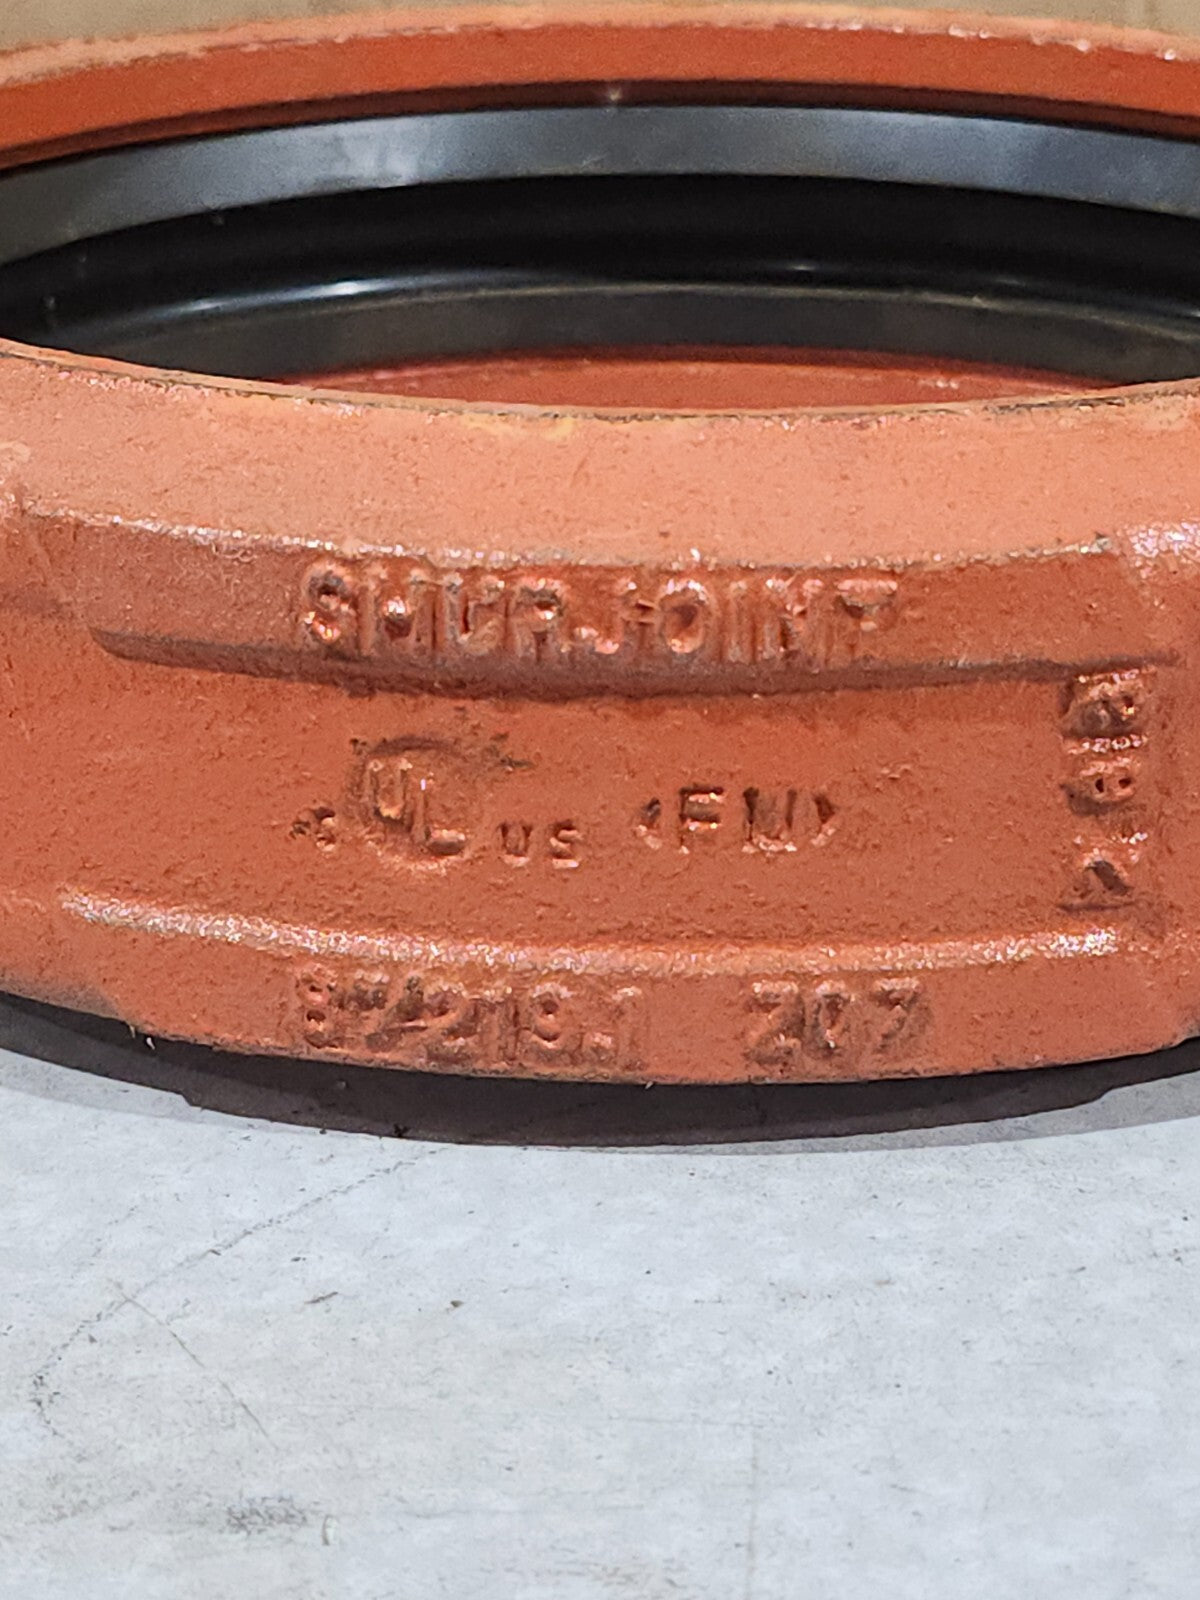 SHURJOINT
c UL us <FM>
8"/219.1 Z07